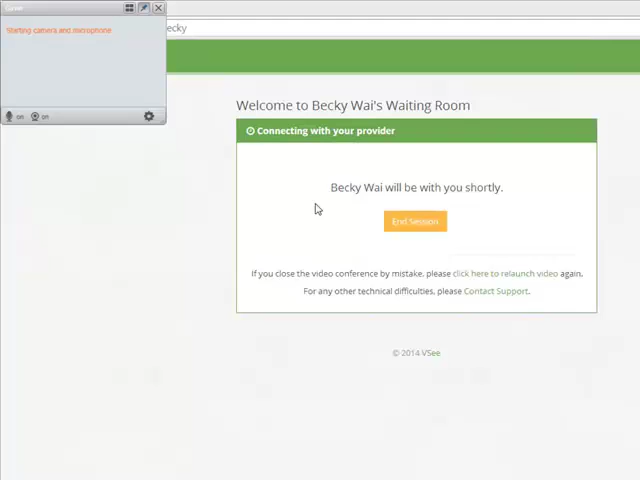 Guest
Starting camera and microphone
on on
ecky
Welcome to Becky Wai's Waiting Room
Connecting with your provider
Becky Wai will be with you shortly.
End Session
If you close the video conference by mistake, please click here to relaunch video again.
For any other technical difficulties, please Contact Support.
© 2014 VSee